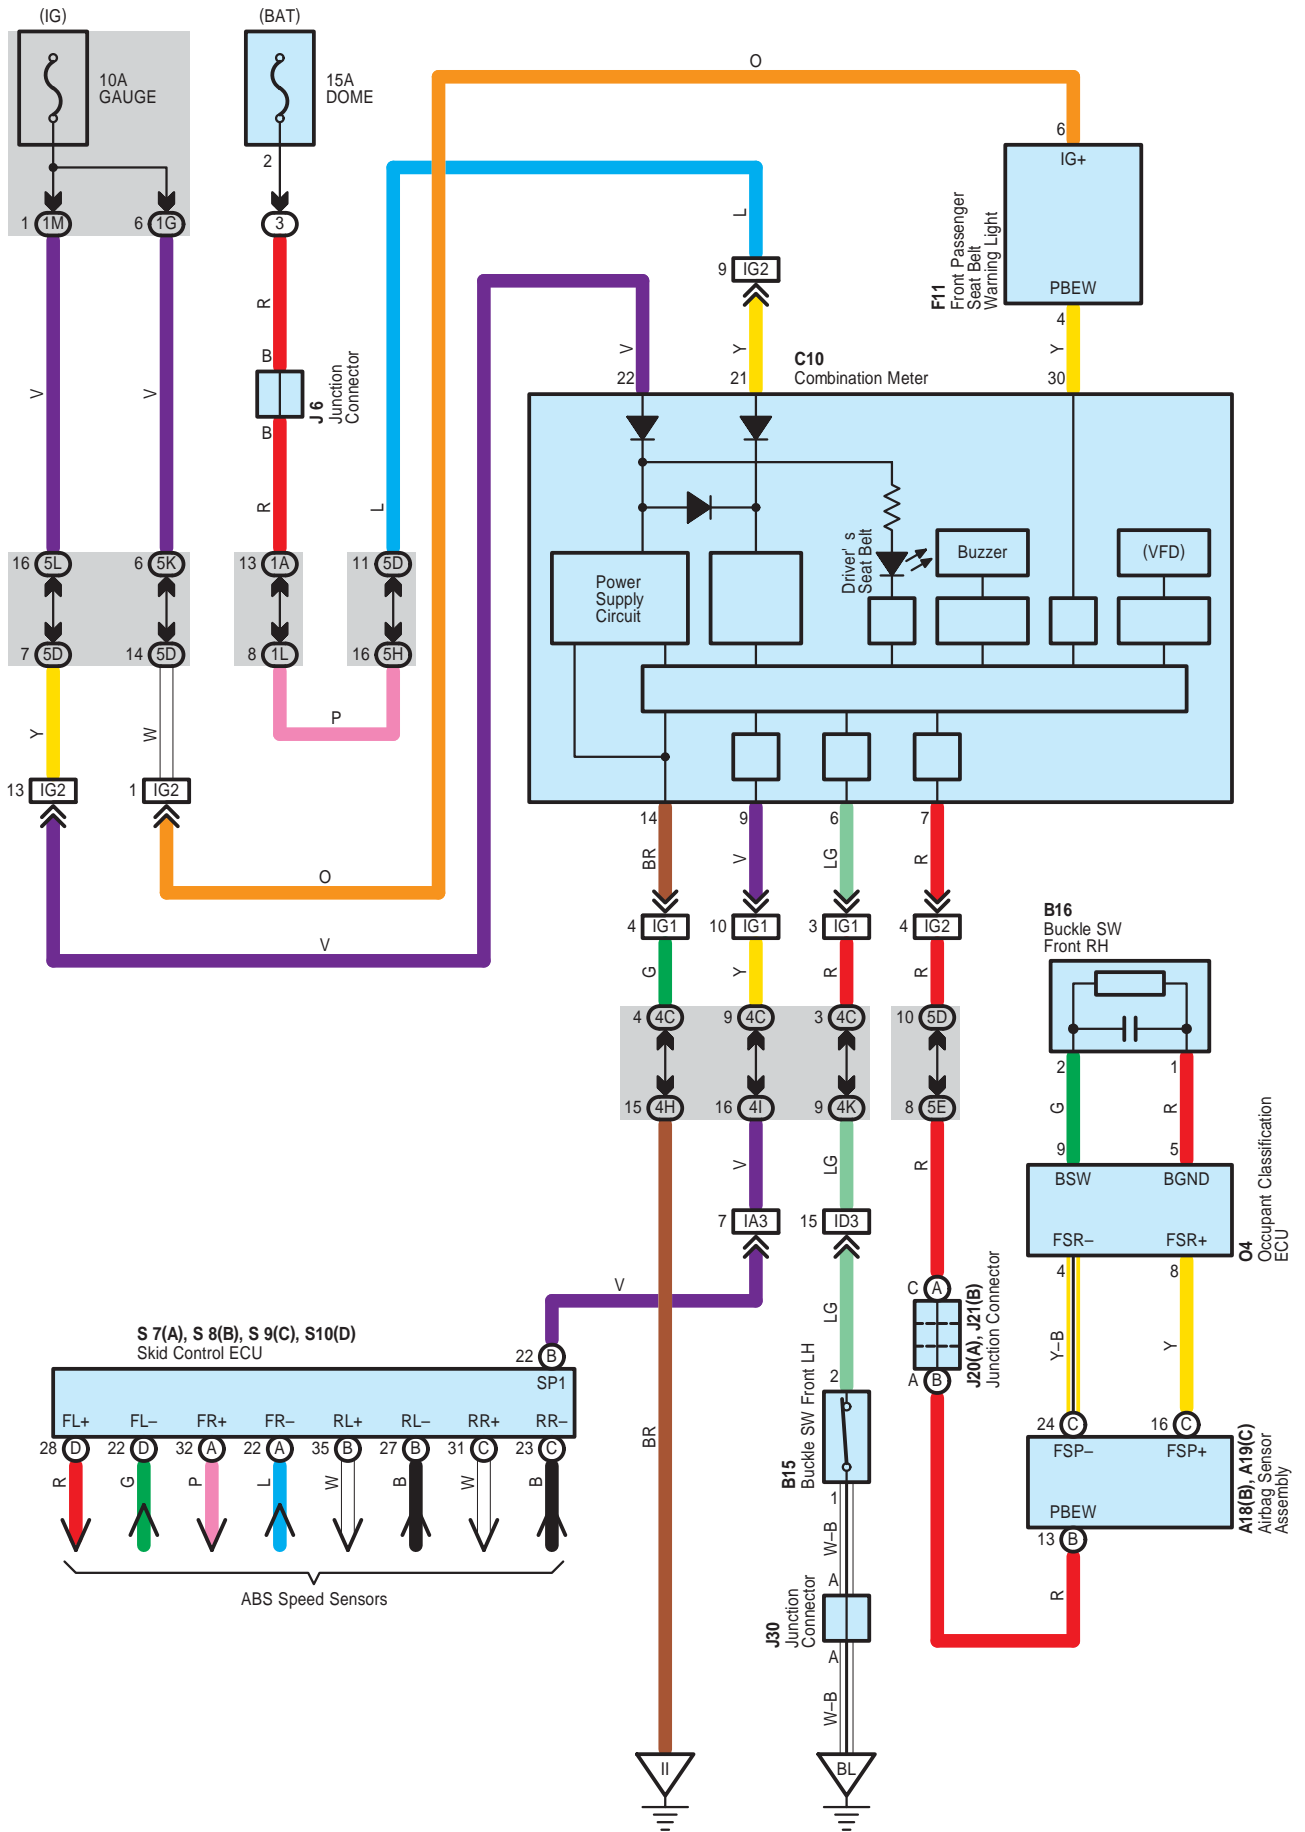 (IG)
(BAT)
10A
GAUGE
15A
DOME
2
1 1M
6 1G
3
O
6
IG+
PBEW
F11
Front Passenger
Seat Belt
Warning Light
4
Y
30
L
9 IG2
V
22
Y
21
C10
Combination Meter
V
V
R
B
J 6
Junction
Connector
B
R
L
16 5L
6 5K
13 1A
11 5D
7 5D
14 5D
8 1L
16 5H
Power
Supply
Circuit
Driver' s
Seat Belt
Buzzer
(VFD)
P
Y
W
13 IG2
1 IG2
O
V
14
9
6
7
BR
V
LG
R
4 IG1
10 IG1
3 IG1
4 IG2
G
Y
R
R
4 4C
9 4C
3 4C
10 5D
15 4H
16 4I
9 4K
8 5E
B16
Buckle SW
Front RH
2
1
G
R
9
5
BSW
BGND
FSR–
FSR+
O4
Occupant Classification
ECU
4
8
Y–B
Y
24 C
16 C
FSP–
FSP+
PBEW
A18(B), A19(C)
Airbag Sensor
Assembly
13 B
R
V
LG
R
7 IA3
15 ID3
V
LG
C A
J20(A), J21(B)
Junction Connector
A B
S 7(A), S 8(B), S 9(C), S10(D)
Skid Control ECU
22 B
SP1
FL+
FL–
FR+
FR–
RL+
RL–
RR+
RR–
28 D
22 D
32 A
22 A
35 B
27 B
31 C
23 C
R
G
P
L
W
B
W
B
ABS Speed Sensors
BR
2
B15
Buckle SW Front LH
1
W–B
A
J30
Junction
Connector
A
W–B
II
BL